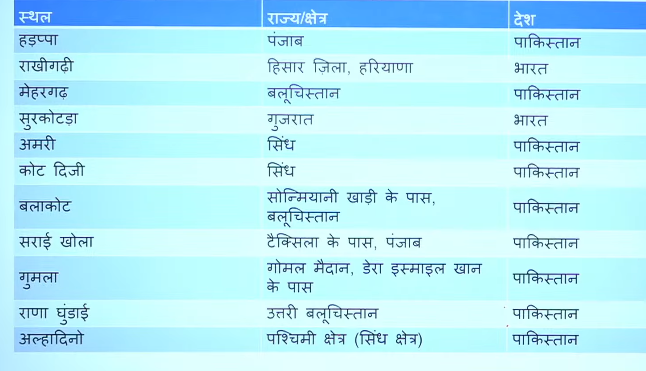 स्थल राज्य/क्षेत्र देश
हड़प्पा पंजाब पाकिस्तान
राखीगढ़ी हिसार ज़िला, हरियाणा भारत
मेहरगढ़ बलूचिस्तान पाकिस्तान
सुरकोटड़ा गुजरात भारत
अमरी सिंध पाकिस्तान
कोट दिजी सिंध पाकिस्तान
बलाकोट सोन्मियानी खाड़ी के पास, बलूचिस्तान पाकिस्तान
सराई खोला टैक्सिला के पास, पंजाब पाकिस्तान
गुमला गोमल मैदान, डेरा इस्माइल खान के पास पाकिस्तान
राणा घुंडाई उत्तरी बलूचिस्तान पाकिस्तान
अल्हादिनो पश्चिमी क्षेत्र (सिंध क्षेत्र) पाकिस्तान